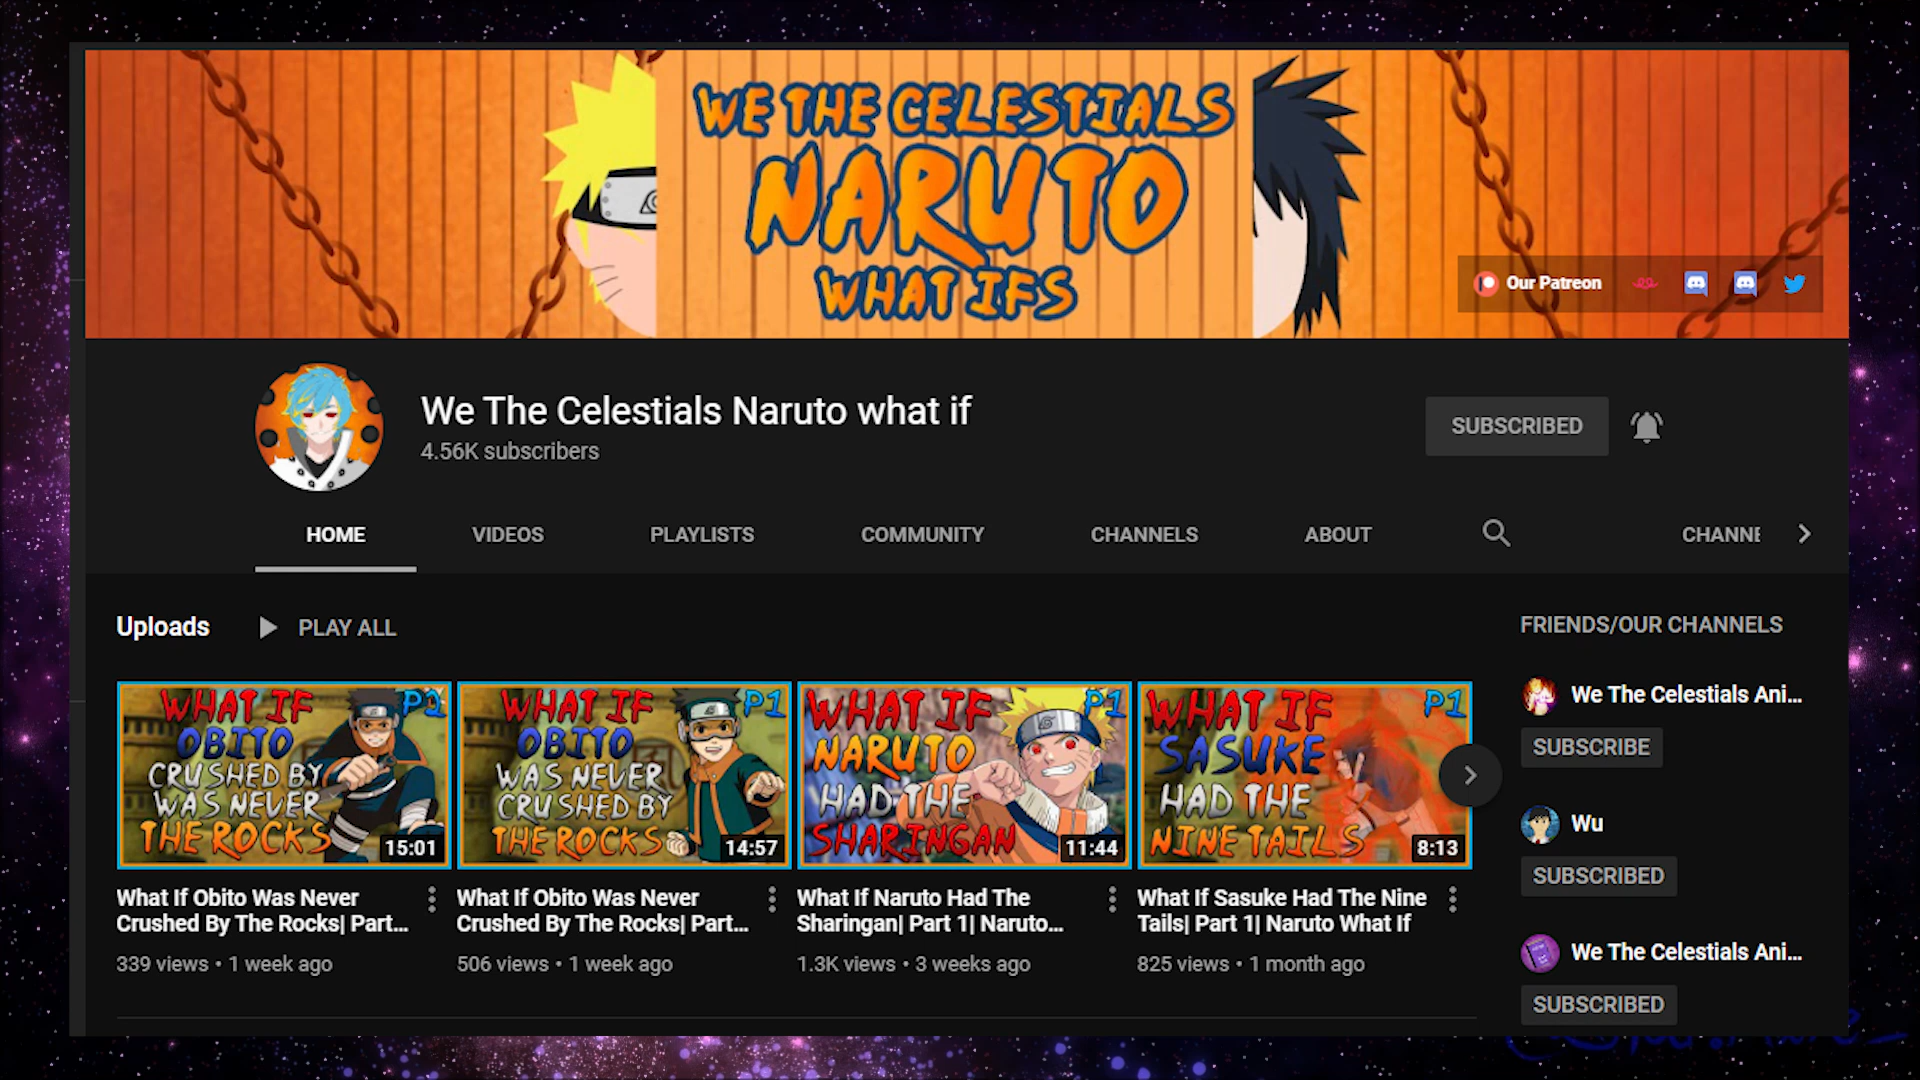 WE THE CELESTIALS
NARUTO
WHAT IFS
Our Patreon
We The Celestials Naruto what if
4.56K subscribers
SUBSCRIBED
HOME
VIDEOS
PLAYLISTS
COMMUNITY
CHANNELS
ABOUT
CHANNE
Uploads
PLAY ALL
FRIENDS/OUR CHANNELS
WHAT IF
P1
OBITO
CRUSHED BY
WAS NEVER
THE ROCKS
15:01
What If Obito Was Never
Crushed By The Rocks| Part...
339 views • 1 week ago
WHAT IF
P1
OBITO
WAS NEVER
CRUSHED BY
THE ROCKS
14:57
What If Obito Was Never
Crushed By The Rocks| Part...
506 views • 1 week ago
WHAT IF
P1
NARUTO
HAD THE
SHARINGAN
11:44
What If Naruto Had The
Sharingan| Part 1| Naruto...
1.3K views • 3 weeks ago
WHAT IF
P1
SASUKE
HAD THE
NINE TAILS
8:13
What If Sasuke Had The Nine
Tails| Part 1| Naruto What If
825 views • 1 month ago
We The Celestials Ani...
SUBSCRIBE
Wu
SUBSCRIBED
We The Celestials Ani...
SUBSCRIBED